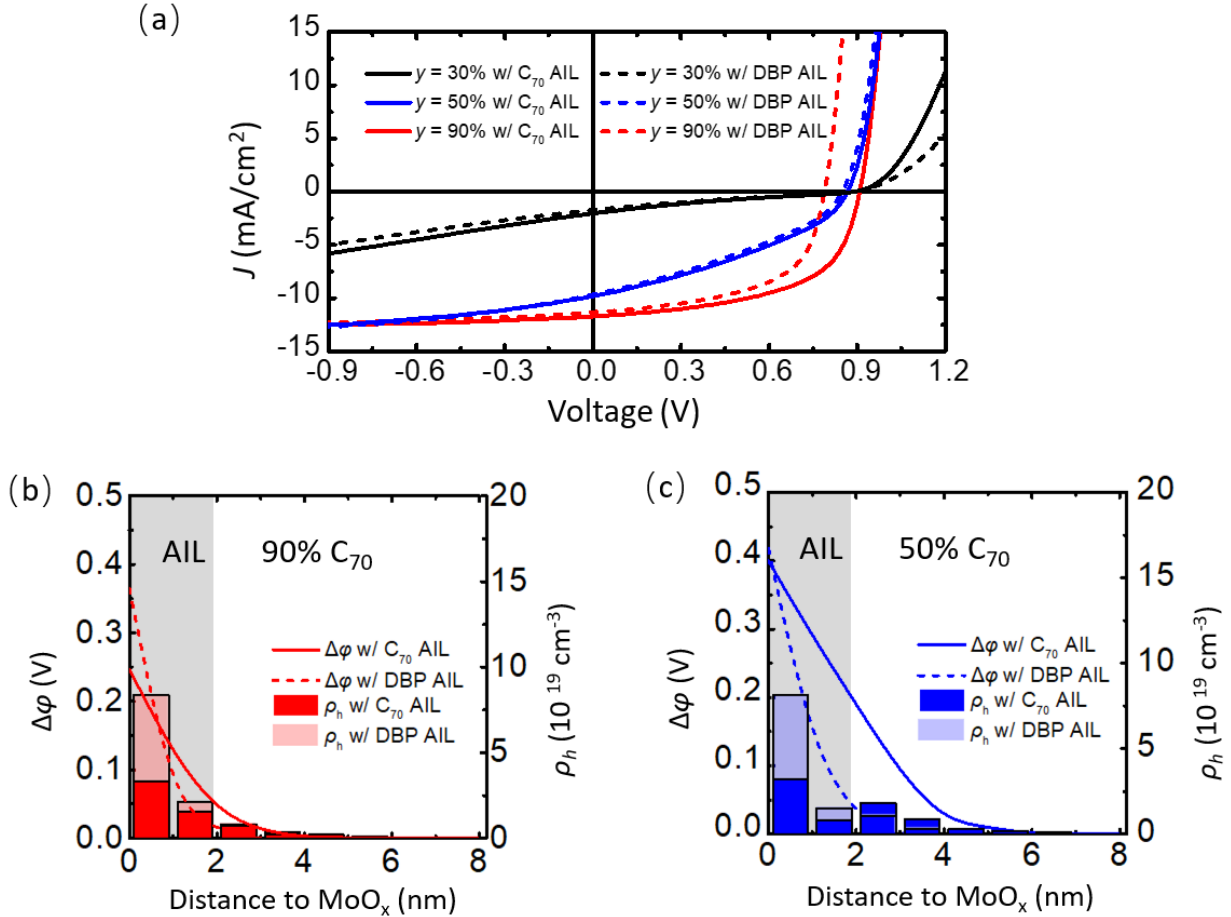 (a)
15
10
5
0
-5
-10
-15
J (mA/cm²)
y = 30% w/ C₇₀ AIL
y = 50% w/ C₇₀ AIL
y = 90% w/ C₇₀ AIL
y = 30% w/ DBP AIL
y = 50% w/ DBP AIL
y = 90% w/ DBP AIL
-0.9 -0.6 -0.3 0.0 0.3 0.6 0.9 1.2
Voltage (V)
(b)
0.5
0.4
0.3
0.2
0.1
0.0
Δφ (V)
AIL
90% C₇₀
Δφ w/ C₇₀ AIL
Δφ w/ DBP AIL
ρₕ w/ C₇₀ AIL
ρₕ w/ DBP AIL
20
15
10
5
0
ρₕ (10 ¹⁹ cm⁻³)
0 2 4 6 8
Distance to MoOₓ (nm)
(c)
0.5
0.4
0.3
0.2
0.1
0.0
Δφ (V)
AIL
50% C₇₀
Δφ w/ C₇₀ AIL
Δφ w/ DBP AIL
ρₕ w/ C₇₀ AIL
ρₕ w/ DBP AIL
20
15
10
5
0
ρₕ (10 ¹⁹ cm⁻³)
0 2 4 6 8
Distance to MoOₓ (nm)